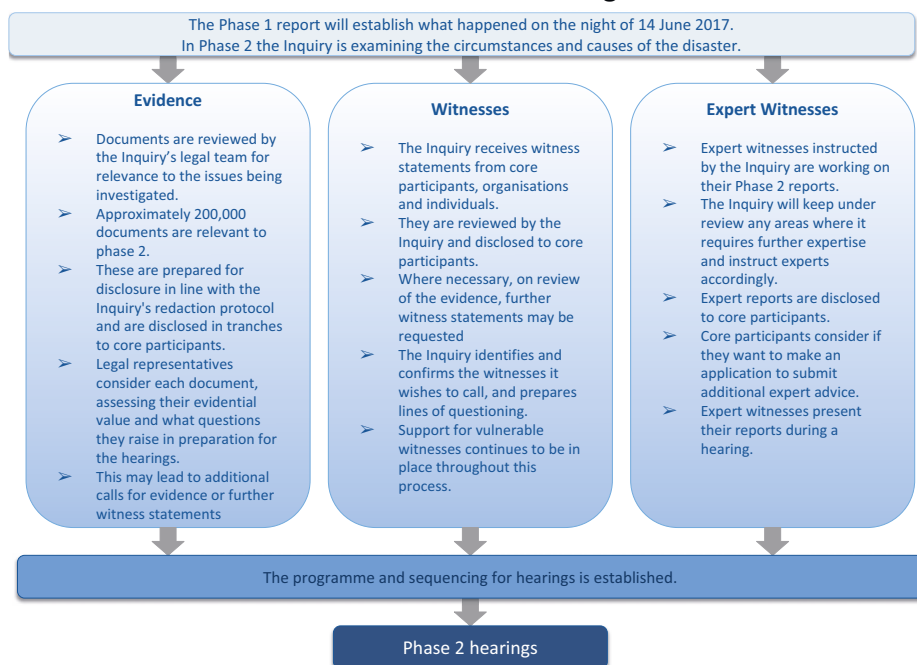 The Phase 1 report will establish what happened on the night of 14 June 2017.
In Phase 2 the Inquiry is examining the circumstances and causes of the disaster.
Evidence
➢ Documents are reviewed by
the Inquiry's legal team for
relevance to the issues being
investigated.
➢ Approximately 200,000
documents are relevant to
phase 2.
➢ These are prepared for
disclosure in line with the
Inquiry's redaction protocol
and are disclosed in tranches
to core participants.
➢ Legal representatives
consider each document,
assessing their evidential
value and what questions
they raise in preparation for
the hearings.
➢ This may lead to additional
calls for evidence or further
witness statements
Witnesses
➢ The Inquiry receives witness
statements from core
participants, organisations
and individuals.
➢ They are reviewed by the
Inquiry and disclosed to core
participants.
➢ Where necessary, on review
of the evidence, further
witness statements may be
requested
➢ The Inquiry identifies and
confirms the witnesses it
wishes to call, and prepares
lines of questioning.
➢ Support for vulnerable
witnesses continues to be in
place throughout this
process.
Expert Witnesses
➢ Expert witnesses instructed
by the Inquiry are working on
their Phase 2 reports.
➢ The Inquiry will keep under
review any areas where it
requires further expertise
and instruct experts
accordingly.
➢ Expert reports are disclosed
to core participants.
➢ Core participants consider if
they want to make an
application to submit
additional expert advice.
➢ Expert witnesses present
their reports during a
hearing.
The programme and sequencing for hearings is established.
Phase 2 hearings